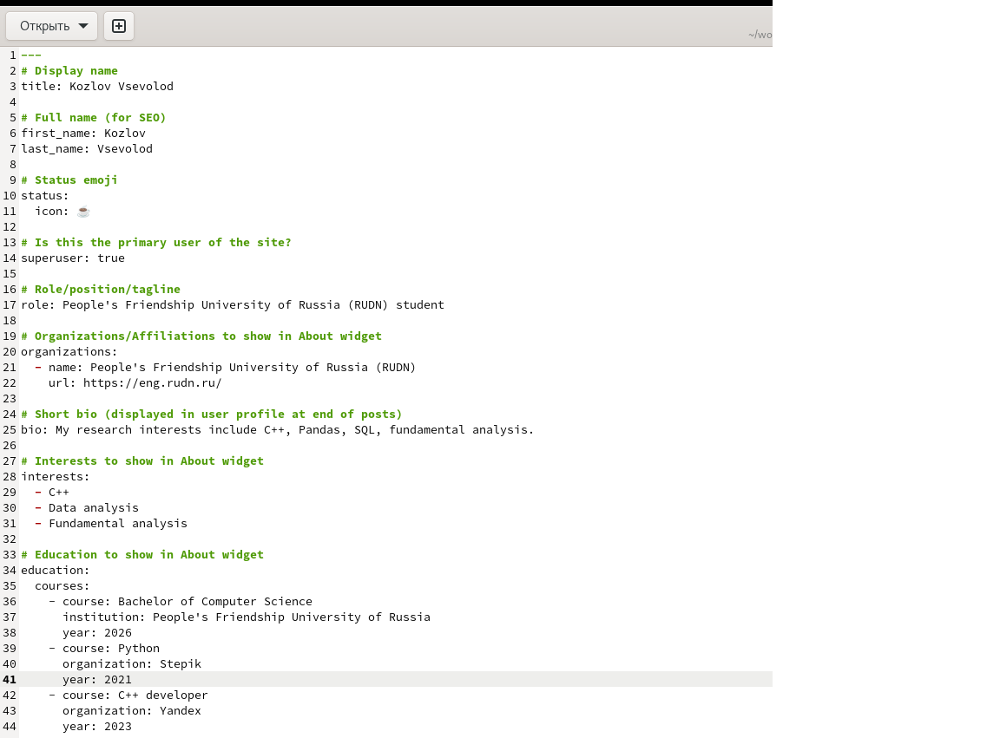 Открыть
~/wo
1 ---
2 # Display name
3 title: Kozlov Vsevolod
4
5 # Full name (for SEO)
6 first_name: Kozlov
7 last_name: Vsevolod
8
9 # Status emoji
10 status:
11   icon: ☕
12
13 # Is this the primary user of the site?
14 superuser: true
15
16 # Role/position/tagline
17 role: People's Friendship University of Russia (RUDN) student
18
19 # Organizations/Affiliations to show in About widget
20 organizations:
21   - name: People's Friendship University of Russia (RUDN)
22     url: https://eng.rudn.ru/
23
24 # Short bio (displayed in user profile at end of posts)
25 bio: My research interests include C++, Pandas, SQL, fundamental analysis.
26
27 # Interests to show in About widget
28 interests:
29   - C++
30   - Data analysis
31   - Fundamental analysis
32
33 # Education to show in About widget
34 education:
35   courses:
36     - course: Bachelor of Computer Science
37       institution: People's Friendship University of Russia
38       year: 2026
39     - course: Python
40       organization: Stepik
41       year: 2021
42     - course: C++ developer
43       organization: Yandex
44       year: 2023